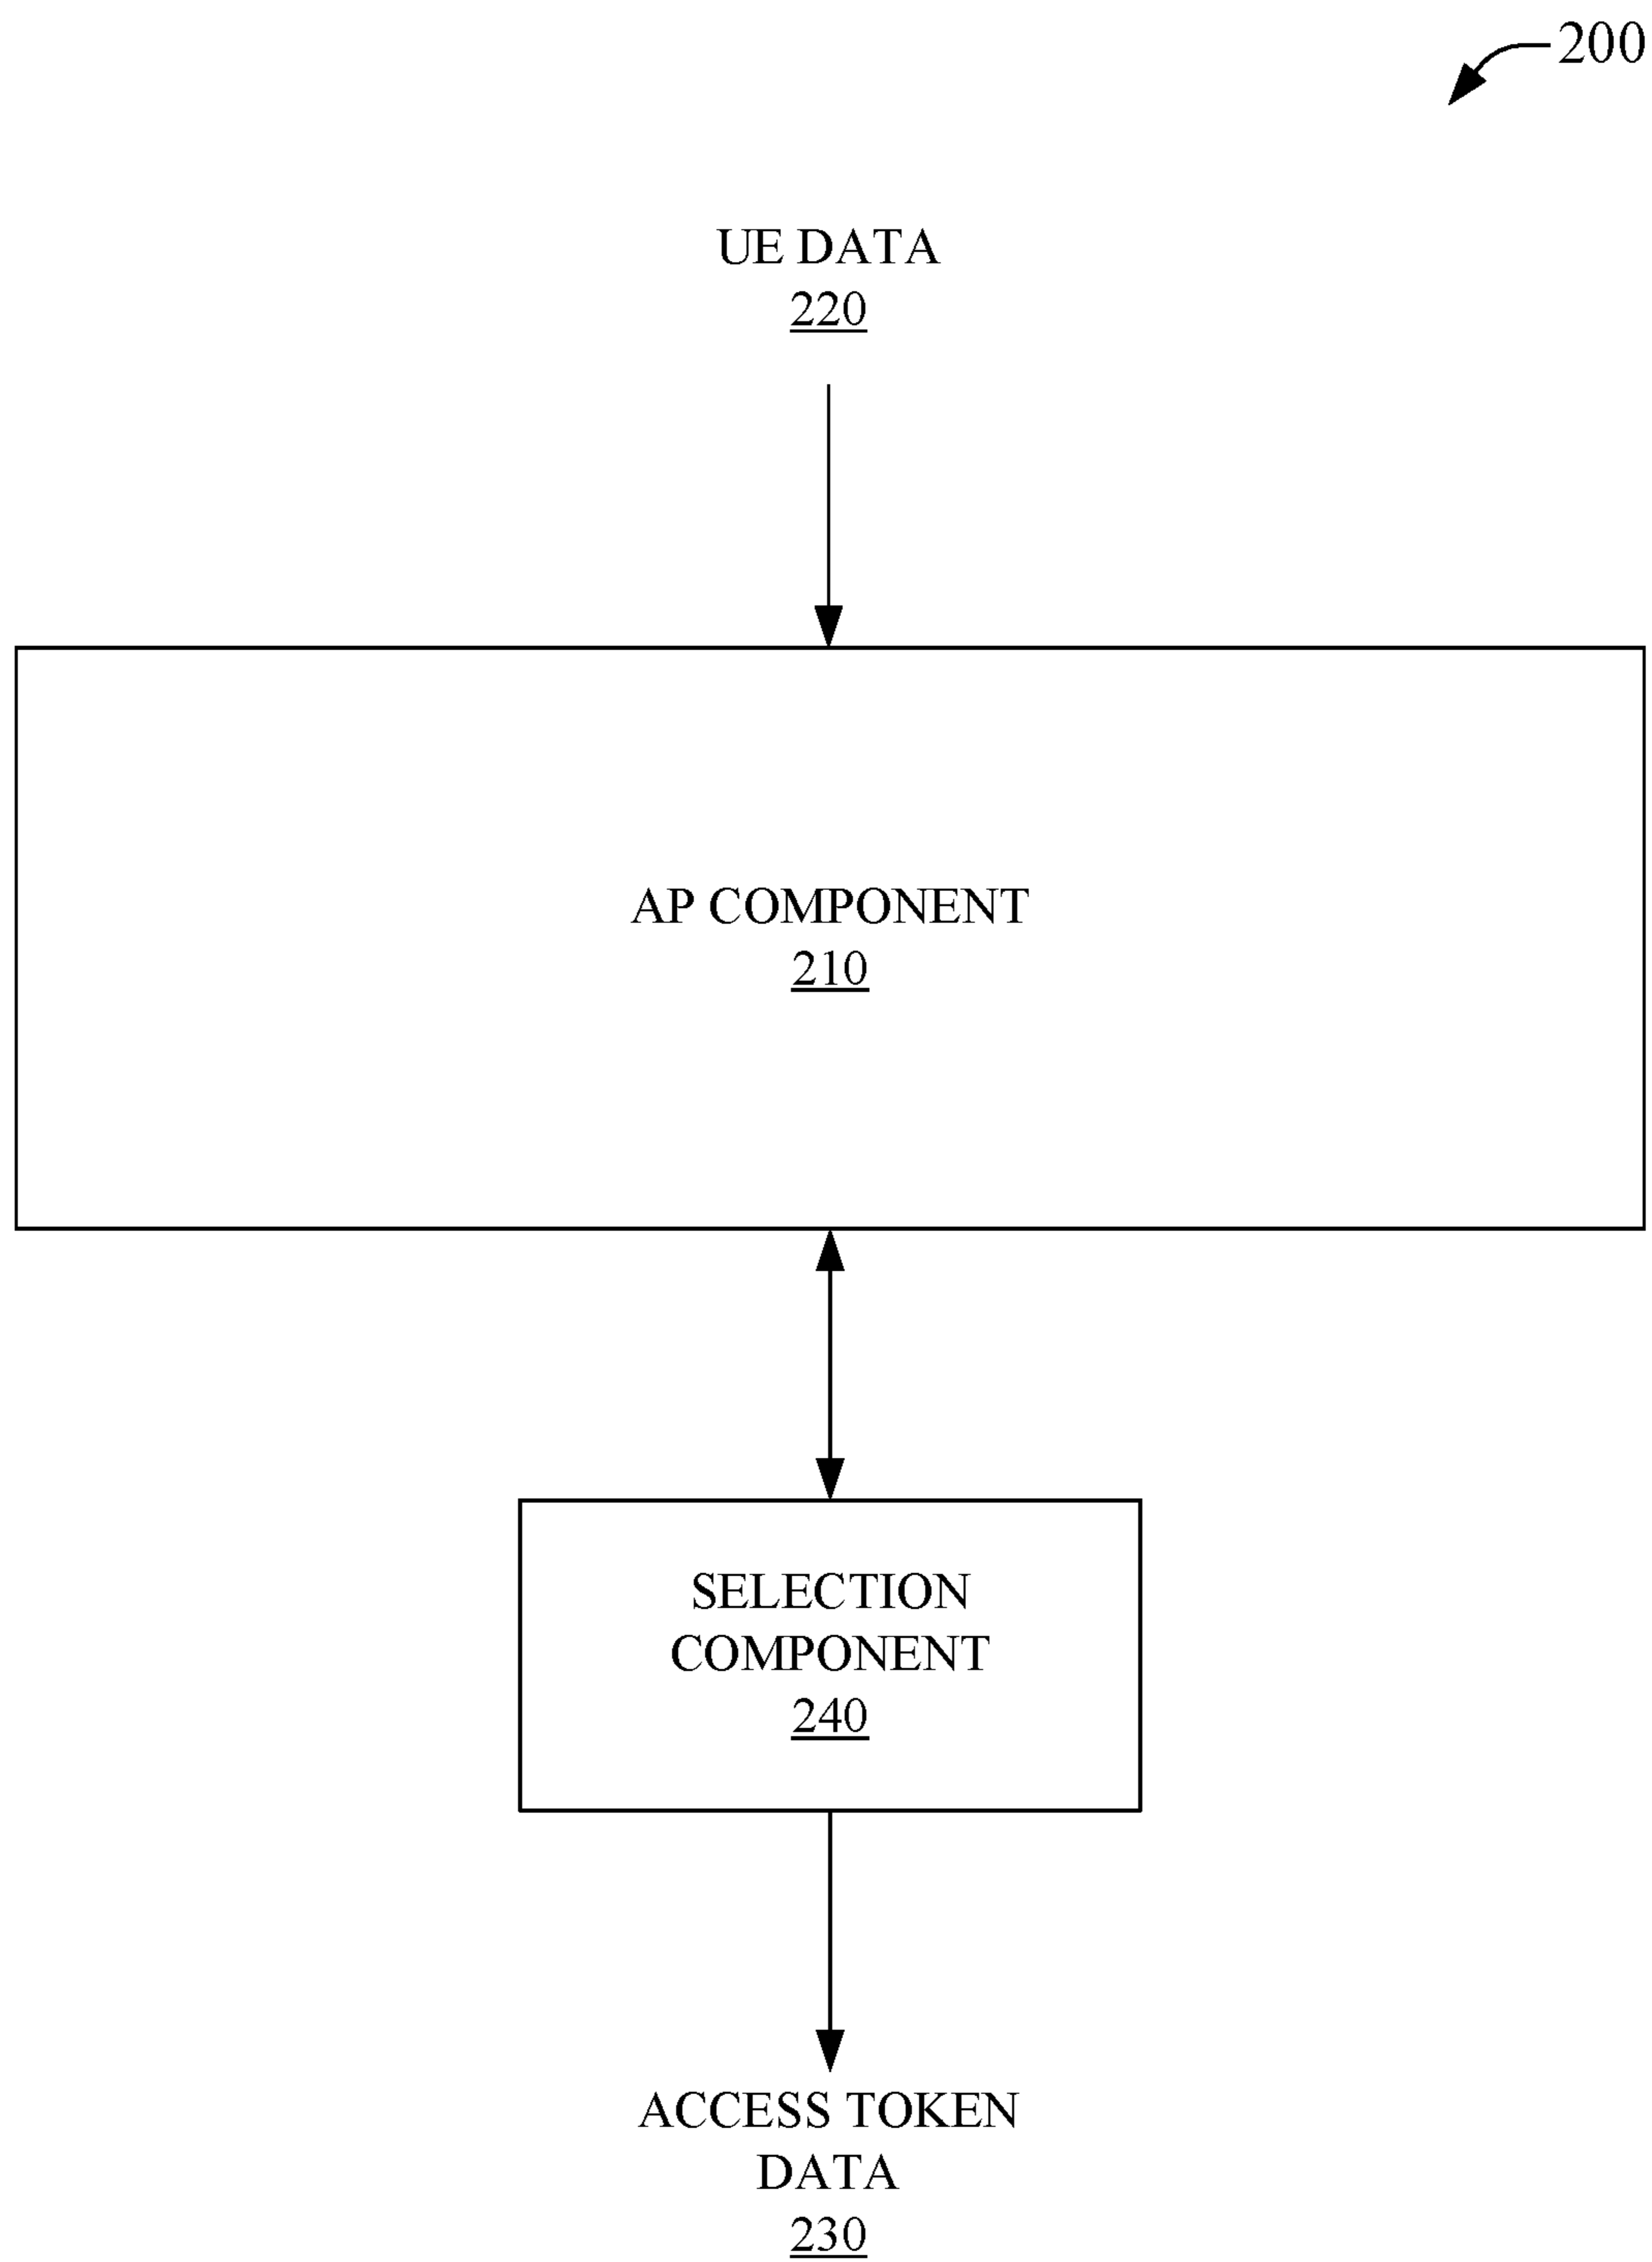 200
UE DATA
220
AP COMPONENT
210
SELECTION
COMPONENT
240
ACCESS TOKEN
DATA
230